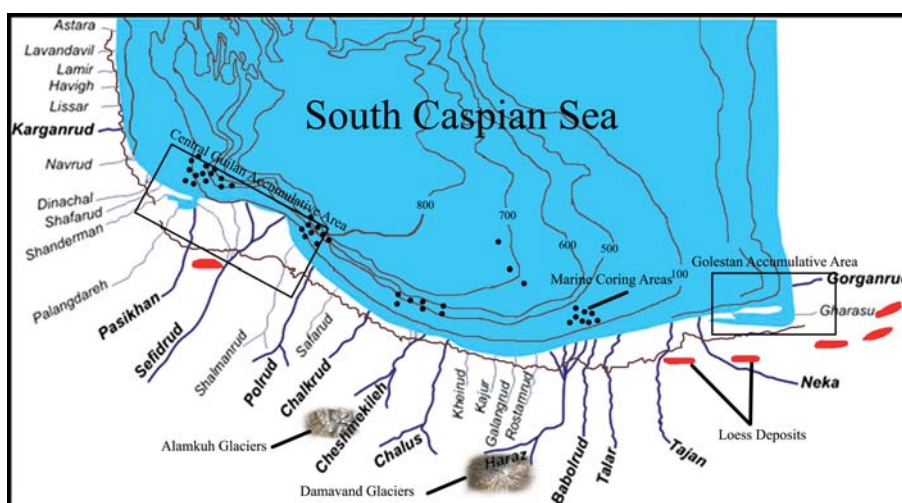 Astara
Lavandavil
Lamir
Havigh
Lissar
Karganrud
Navrud
Dinachal
Shafarud
Shanderman
Palangdareh
Pasikhan
Sefidrud
Shalmanrud
Polrud
Safarud
Chalkrud
Cheshmekileh
Chalus
Kheirud
Kajur
Galangrud
Rostamrud
Haraz
Babolrud
Talar
Tajan
Neka
Gharasu
Gorganrud
South Caspian Sea
Central Guilan Accumulative Area
800
700
600
500
100
Marine Coring Areas
Golestan Accumulative Area
Loess Deposits
Alamkuh Glaciers
Damavand Glaciers